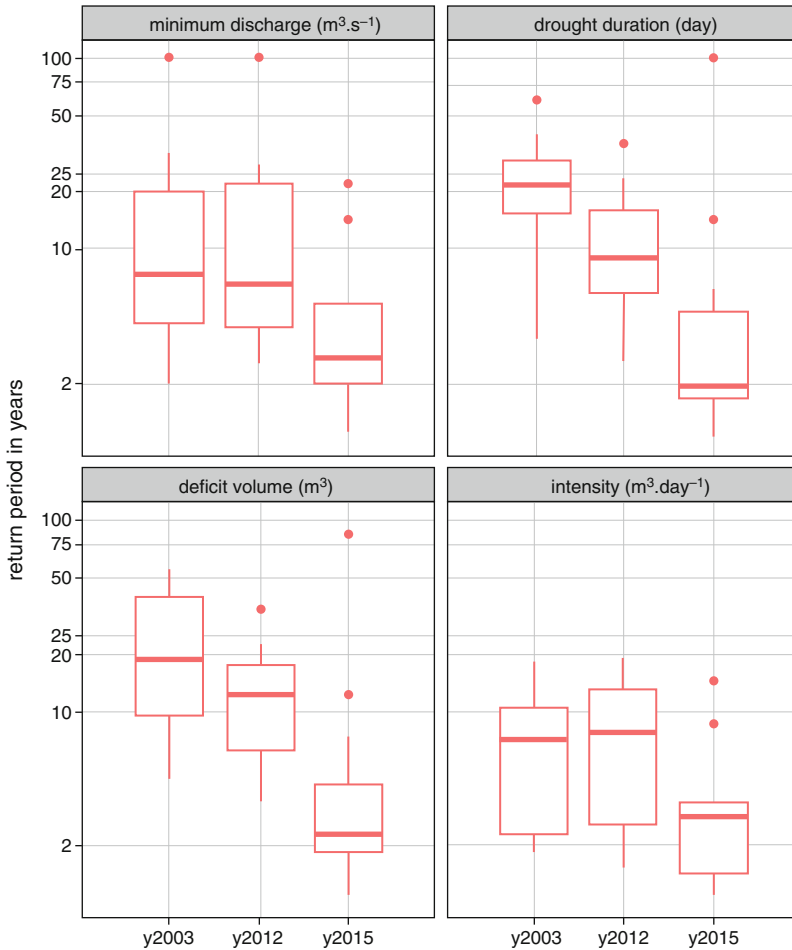 minimum discharge (m³.s⁻¹)
drought duration (day)
100
75
50
25
20
10
2
return period in years
deficit volume (m³)
intensity (m³.day⁻¹)
100
75
50
25
20
10
2
y2003 y2012 y2015
y2003 y2012 y2015